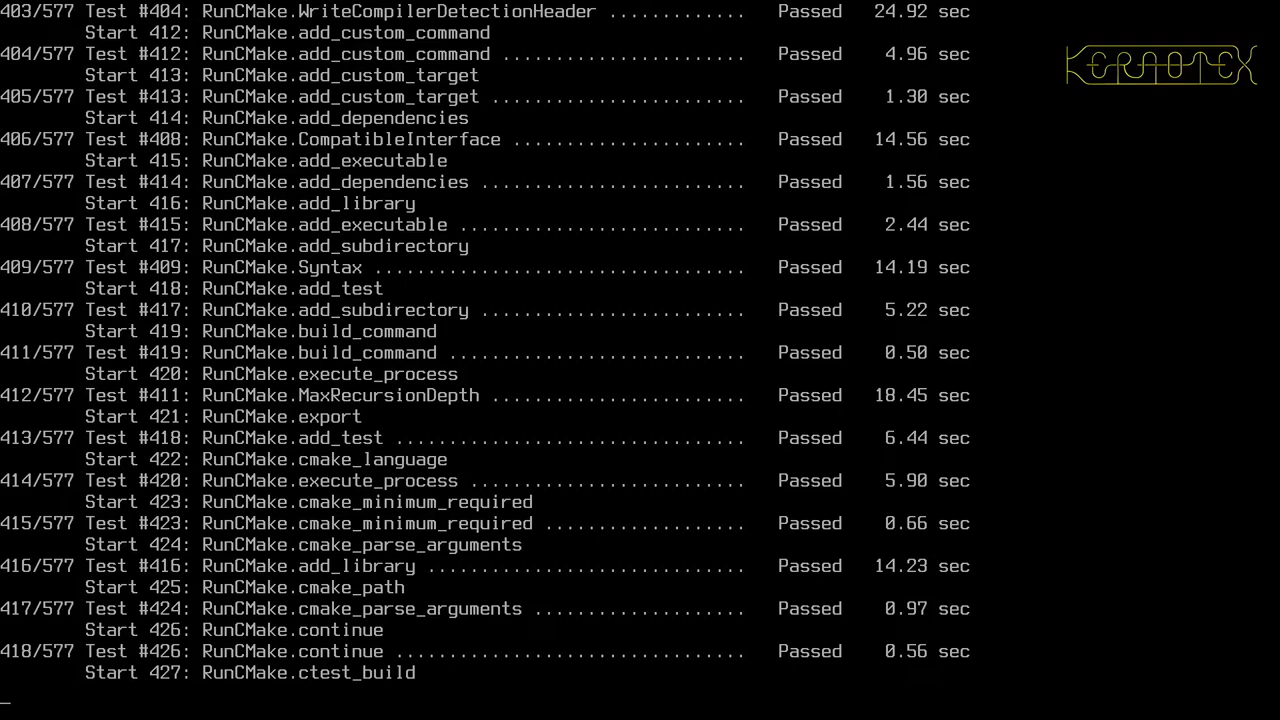 403/577 Test #404: RunCMake.WriteCompilerDetectionHeader ............. Passed 24.92 sec
Start 412: RunCMake.add_custom_command
404/577 Test #412: RunCMake.add_custom_command ........................ Passed 4.96 sec
Start 413: RunCMake.add_custom_target
405/577 Test #413: RunCMake.add_custom_target ........................ Passed 1.30 sec
Start 414: RunCMake.add_dependencies
406/577 Test #408: RunCMake.CompatibleInterface ...................... Passed 14.56 sec
Start 415: RunCMake.add_executable
407/577 Test #414: RunCMake.add_dependencies ......................... Passed 1.56 sec
Start 416: RunCMake.add_library
408/577 Test #415: RunCMake.add_executable ........................... Passed 2.44 sec
Start 417: RunCMake.add_subdirectory
409/577 Test #409: RunCMake.Syntax ................................... Passed 14.19 sec
Start 418: RunCMake.add_test
410/577 Test #417: RunCMake.add_subdirectory ......................... Passed 5.22 sec
Start 419: RunCMake.build_command
411/577 Test #419: RunCMake.build_command ............................ Passed 0.50 sec
Start 420: RunCMake.execute_process
412/577 Test #411: RunCMake.MaxRecursionDepth ........................ Passed 18.45 sec
Start 421: RunCMake.export
413/577 Test #418: RunCMake.add_test ................................. Passed 6.44 sec
Start 422: RunCMake.cmake_language
414/577 Test #420: RunCMake.execute_process .......................... Passed 5.90 sec
Start 423: RunCMake.cmake_minimum_required
415/577 Test #423: RunCMake.cmake_minimum_required ................... Passed 0.66 sec
Start 424: RunCMake.cmake_parse_arguments
416/577 Test #416: RunCMake.add_library .............................. Passed 14.23 sec
Start 425: RunCMake.cmake_path
417/577 Test #424: RunCMake.cmake_parse_arguments .................... Passed 0.97 sec
Start 426: RunCMake.continue
418/577 Test #426: RunCMake.continue ................................. Passed 0.56 sec
Start 427: RunCMake.ctest_build
_